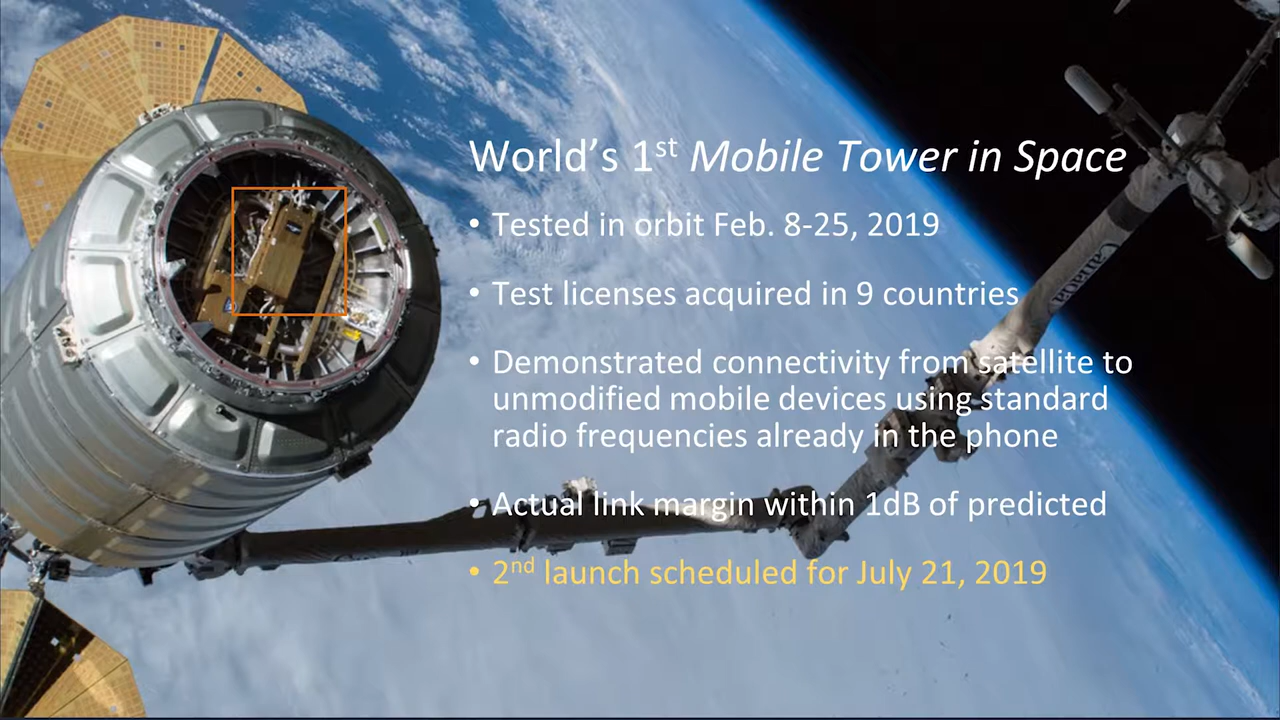 World's 1st Mobile Tower in Space
• Tested in orbit Feb. 8-25, 2019
• Test licenses acquired in 9 countries
• Demonstrated connectivity from satellite to
unmodified mobile devices using standard
radio frequencies already in the phone
• Actual link margin within 1dB of predicted
• 2nd launch scheduled for July 21, 2019
Canada